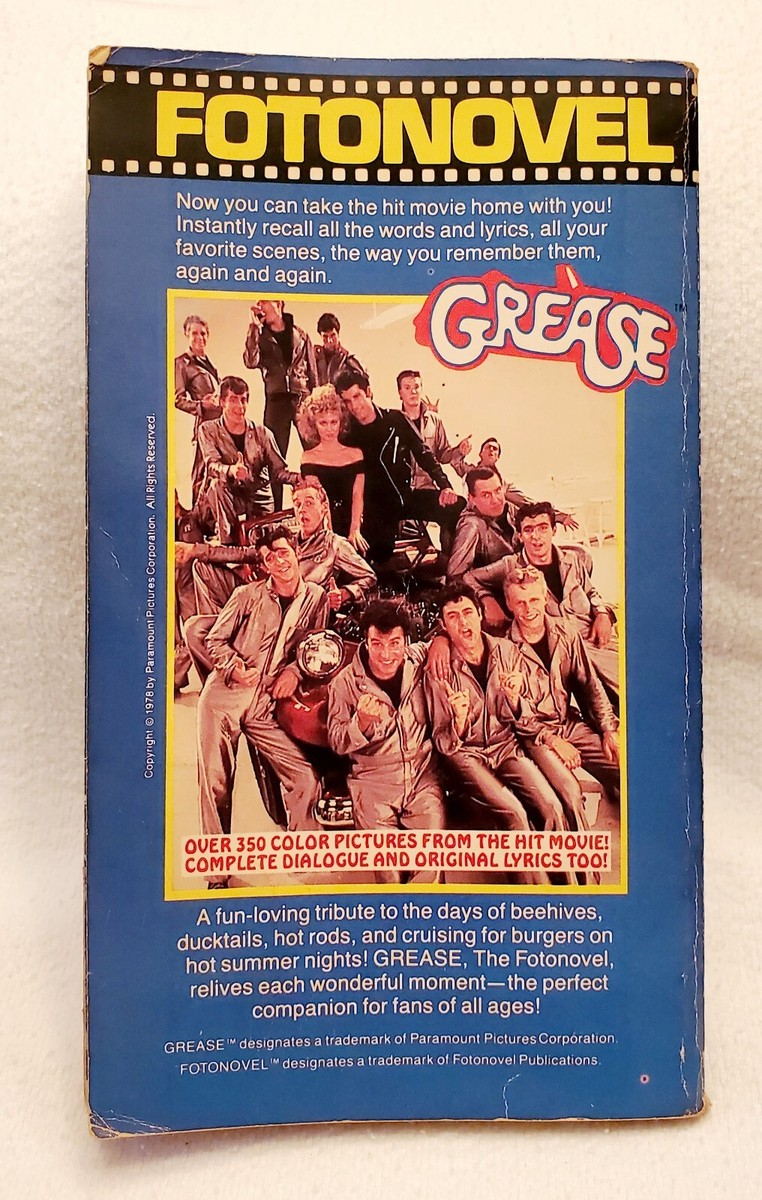 FOTONOVEL
Now you can take the hit movie home with you!
Instantly recall all the words and lyrics, all your
favorite scenes, the way you remember them,
again and again.
GREASE™
Copyright © 1978 by Paramount Pictures Corporation. All Rights Reserved.
OVER 350 COLOR PICTURES FROM THE HIT MOVIE!
COMPLETE DIALOGUE AND ORIGINAL LYRICS TOO!
A fun-loving tribute to the days of beehives,
ducktails, hot rods, and cruising for burgers on
hot summer nights! GREASE, The Fotonovel,
relives each wonderful moment—the perfect
companion for fans of all ages!
GREASE™ designates a trademark of Paramount Pictures Corporation.
FOTONOVEL™ designates a trademark of Fotonovel Publications.